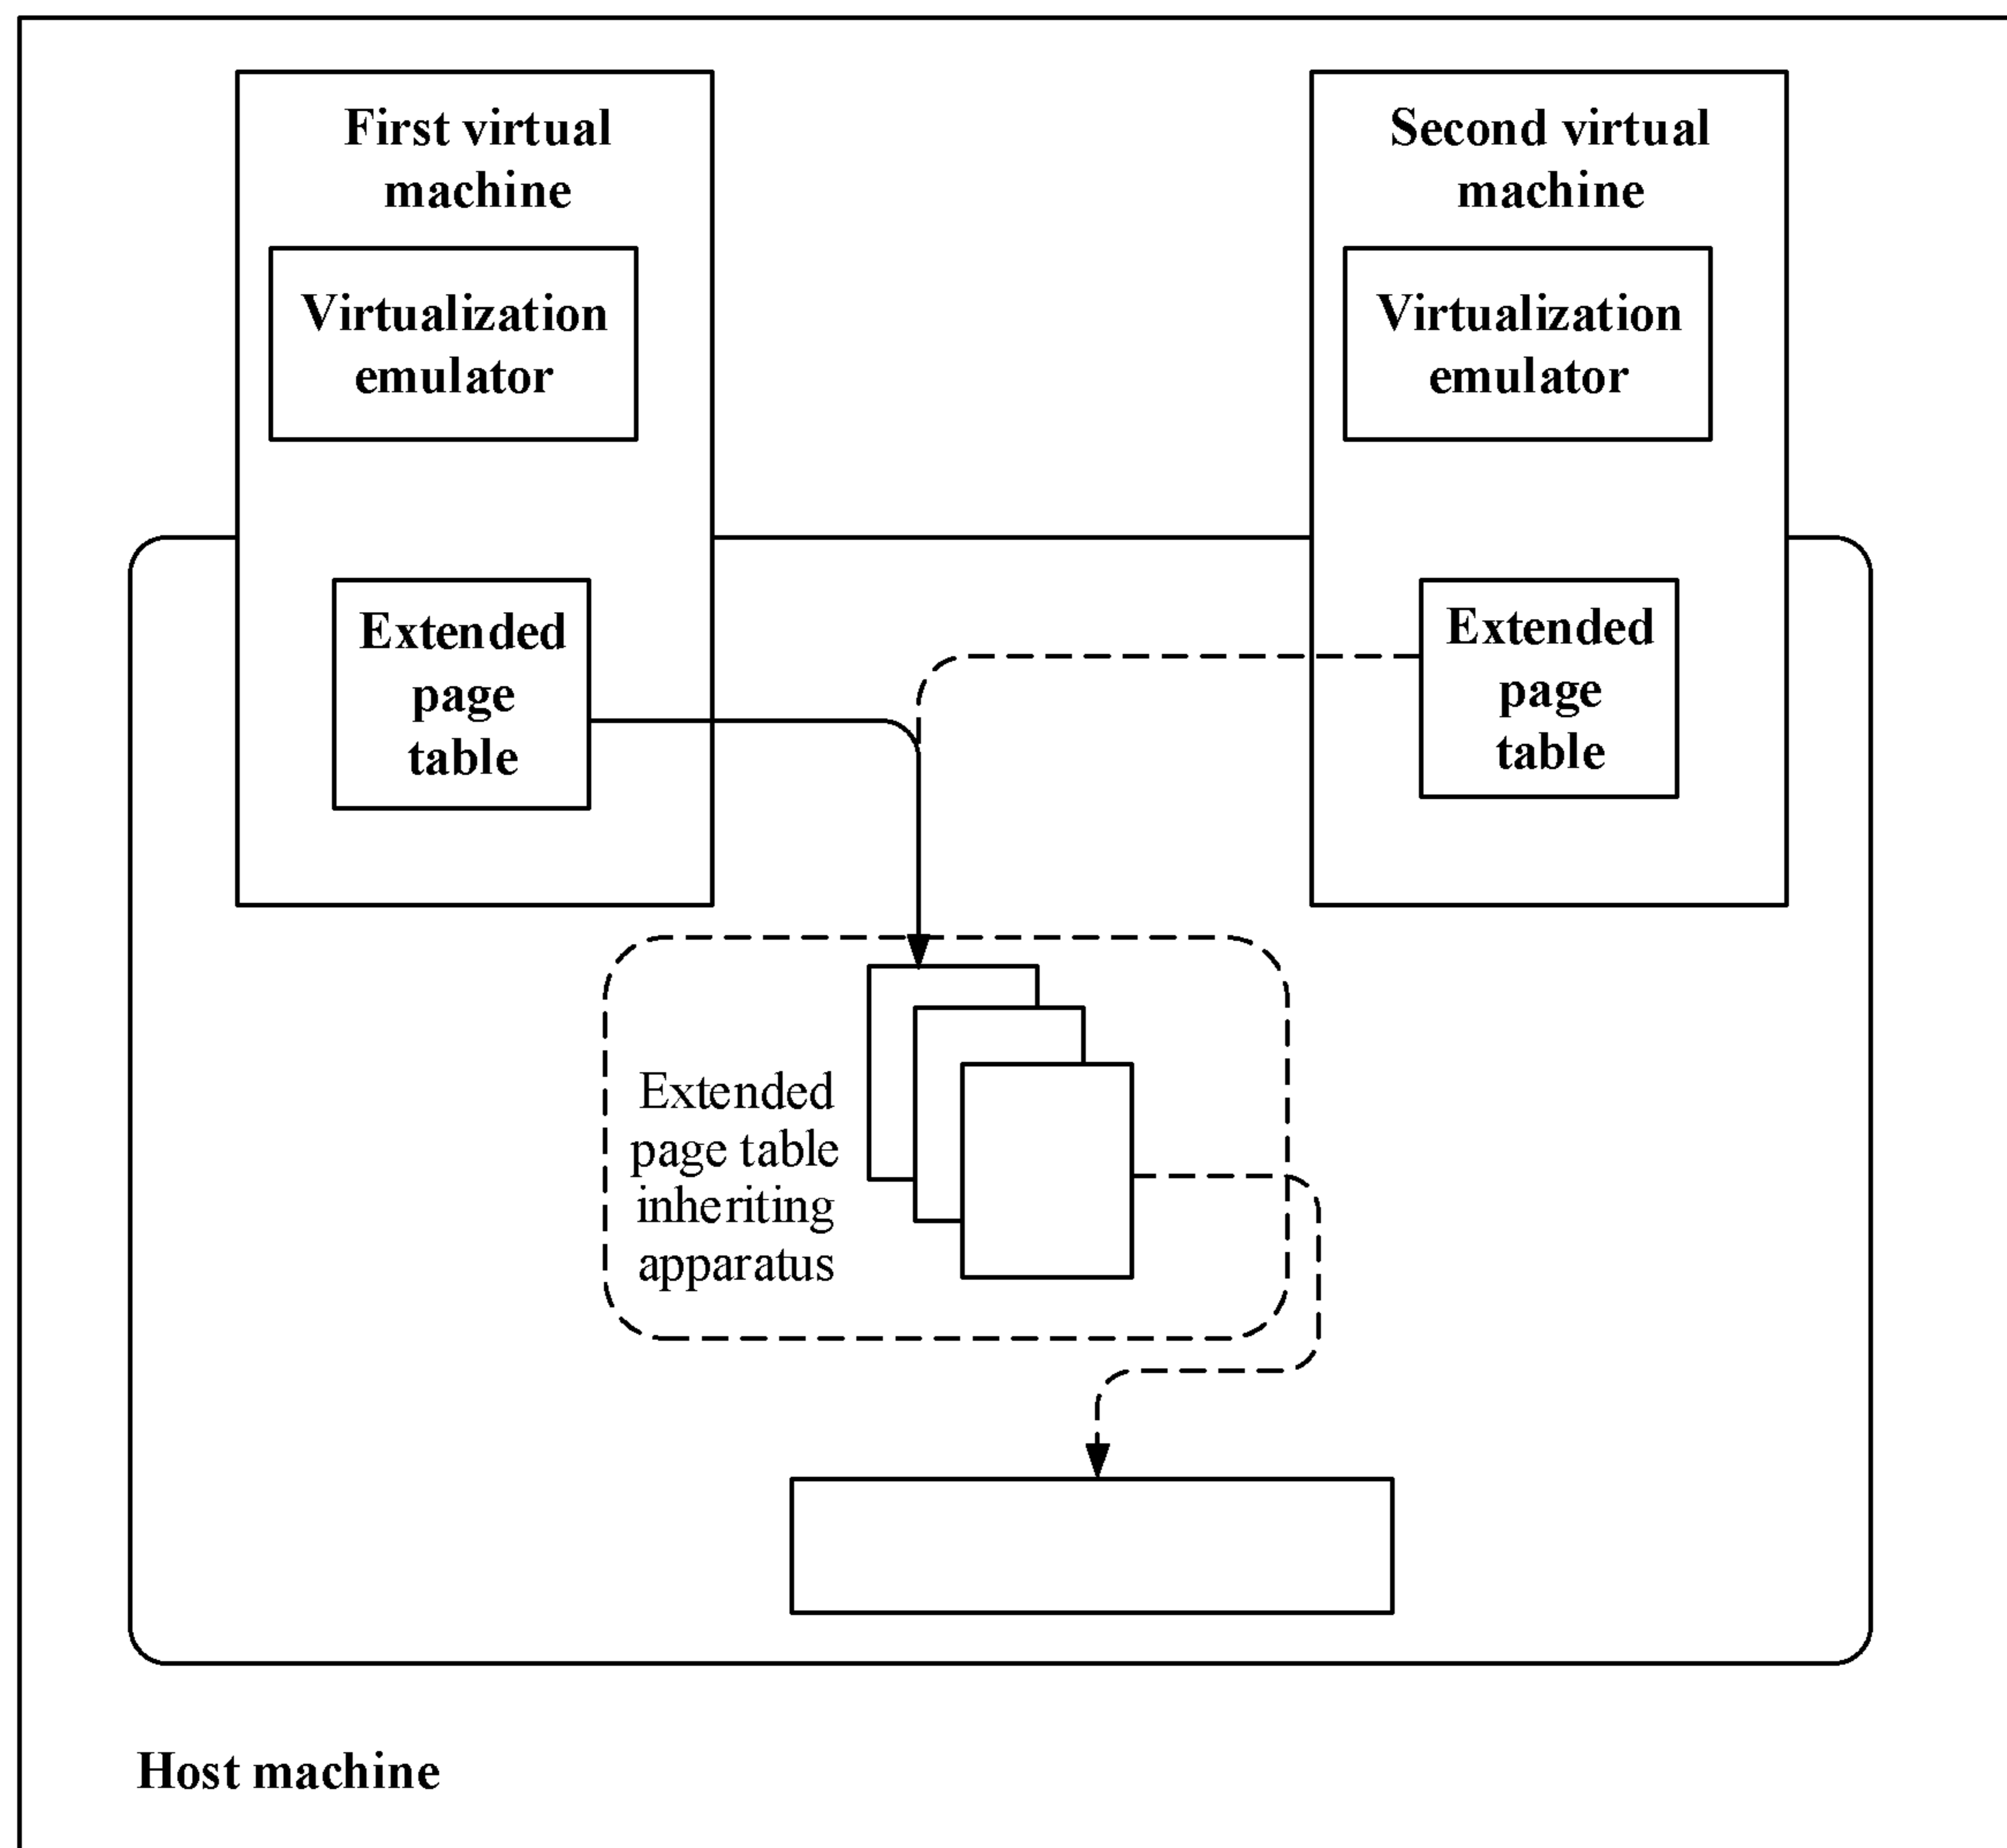 First virtual
machine
Virtualization
emulator
Extended
page
table
Second virtual
machine
Virtualization
emulator
Extended
page
table
Extended
page table
inheriting
apparatus
Host machine